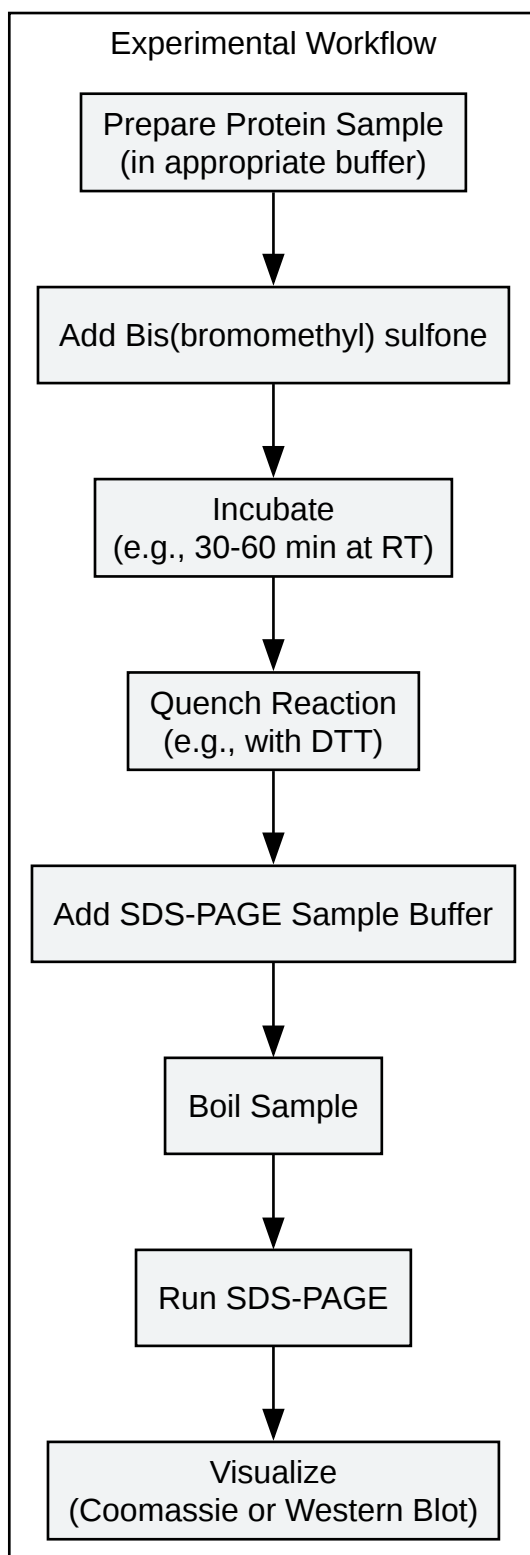 Experimental Workflow
Prepare Protein Sample
(in appropriate buffer)
Add Bis(bromomethyl) sulfone
Incubate
(e.g., 30-60 min at RT)
Quench Reaction
(e.g., with DTT)
Add SDS-PAGE Sample Buffer
Boil Sample
Run SDS-PAGE
Visualize
(Coomassie or Western Blot)